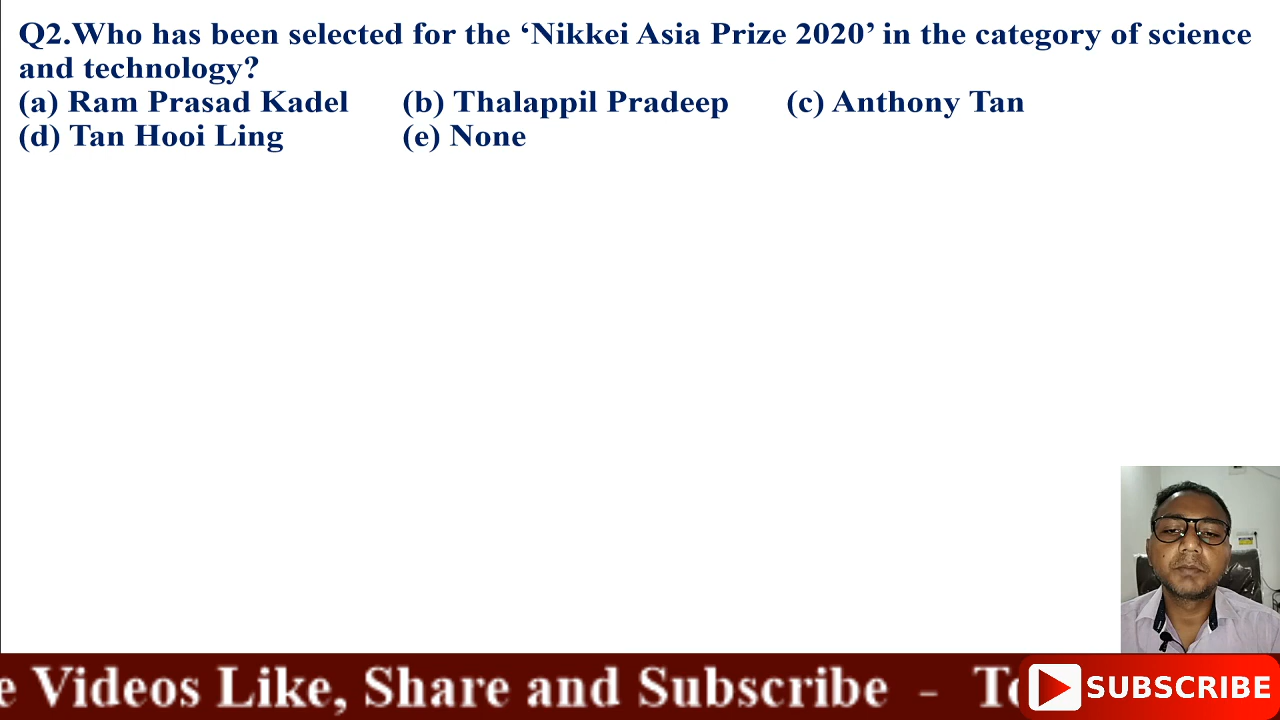 Q2.Who has been selected for the ‘Nikkei Asia Prize 2020’ in the category of science
and technology?
(a) Ram Prasad Kadel (b) Thalappil Pradeep (c) Anthony Tan
(d) Tan Hooi Ling (e) None
Videos Like, Share and Subscribe -
SUBSCRIBE